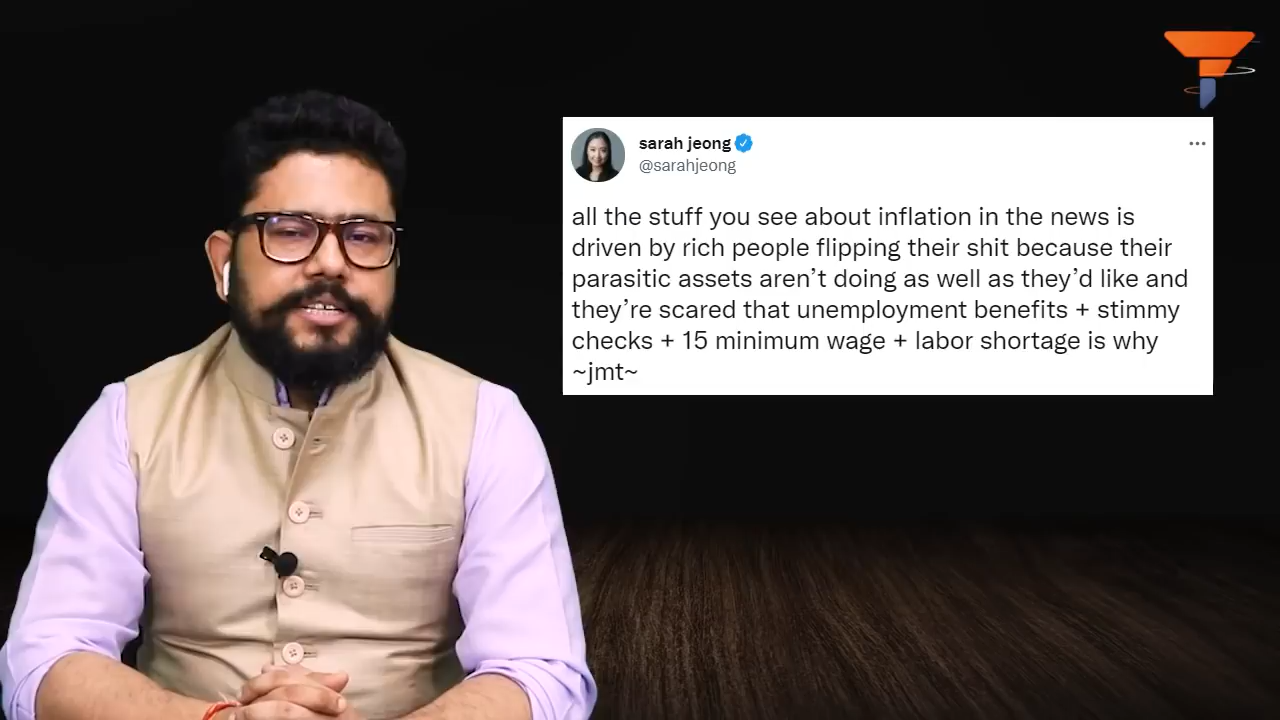 sarah jeong
@sarahjeong
all the stuff you see about inflation in the news is
driven by rich people flipping their shit because their
parasitic assets aren’t doing as well as they’d like and
they’re scared that unemployment benefits + stimmy
checks + 15 minimum wage + labor shortage is why
~jmt~